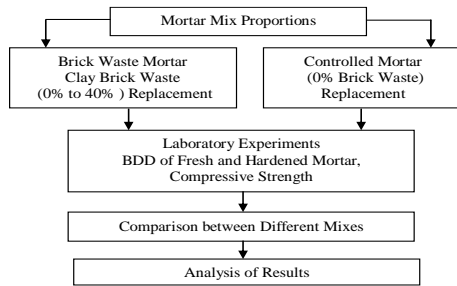 Mortar Mix Proportions
Brick Waste Mortar
Clay Brick Waste
(0% to 40% ) Replacement
Controlled Mortar
(0% Brick Waste)
Replacement
Laboratory Experiments
BDD of Fresh and Hardened Mortar,
Compressive Strength
Comparison between Different Mixes
Analysis of Results